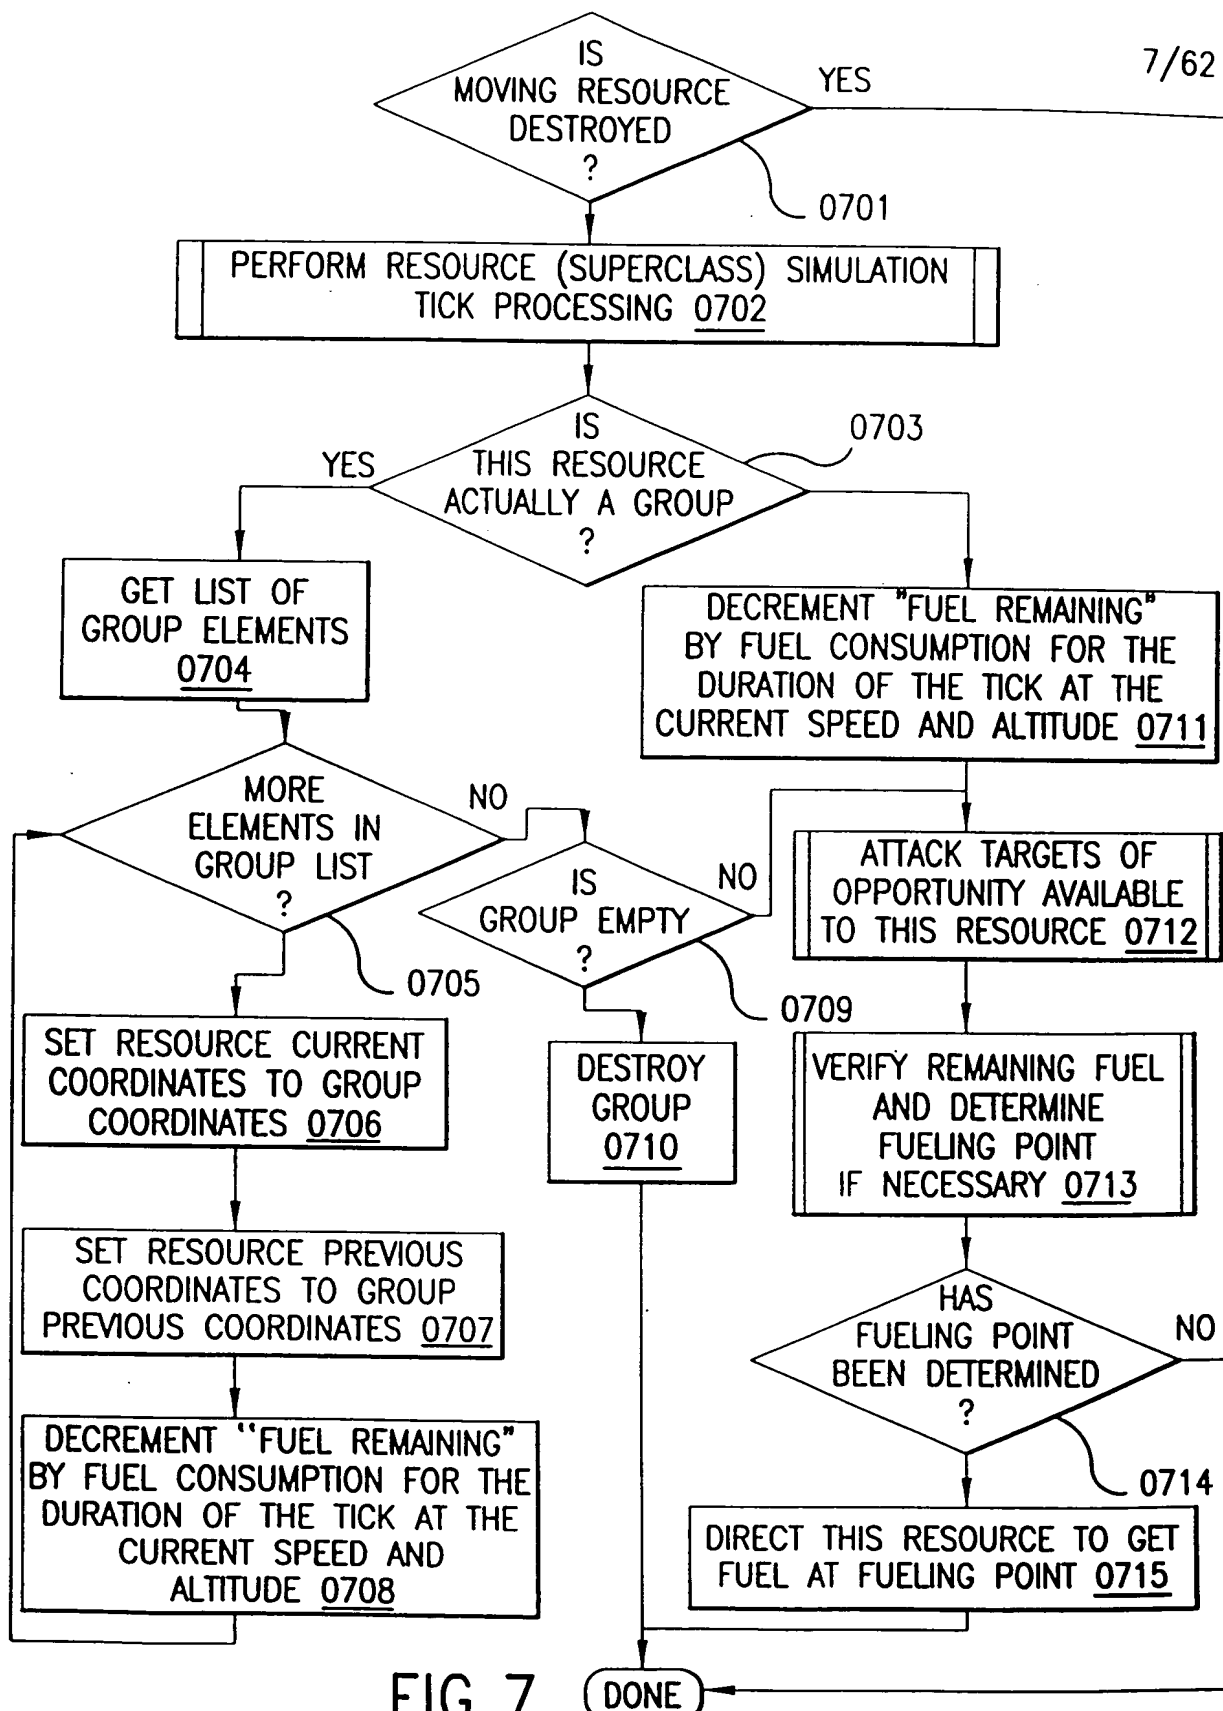 7/62
IS
MOVING RESOURCE
DESTROYED
?
YES
0701
PERFORM RESOURCE (SUPERCLASS) SIMULATION
TICK PROCESSING 0702
IS
THIS RESOURCE
ACTUALLY A GROUP
?
0703
YES
GET LIST OF
GROUP ELEMENTS
0704
DECREMENT "FUEL REMAINING"
BY FUEL CONSUMPTION FOR THE
DURATION OF THE TICK AT THE
CURRENT SPEED AND ALTITUDE 0711
MORE
ELEMENTS IN
GROUP LIST
?
NO
0705
IS
GROUP EMPTY
?
NO
0709
ATTACK TARGETS OF
OPPORTUNITY AVAILABLE
TO THIS RESOURCE 0712
SET RESOURCE CURRENT
COORDINATES TO GROUP
COORDINATES 0706
DESTROY
GROUP
0710
VERIFY REMAINING FUEL
AND DETERMINE
FUELING POINT
IF NECESSARY 0713
SET RESOURCE PREVIOUS
COORDINATES TO GROUP
PREVIOUS COORDINATES 0707
HAS
FUELING POINT
BEEN DETERMINED
?
NO
0714
DECREMENT "FUEL REMAINING"
BY FUEL CONSUMPTION FOR THE
DURATION OF THE TICK AT THE
CURRENT SPEED AND
ALTITUDE 0708
DIRECT THIS RESOURCE TO GET
FUEL AT FUELING POINT 0715
FIG 7
DONE